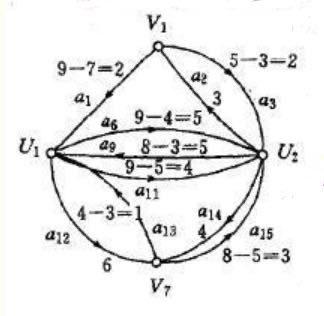 V₁
9−7=2
5−3=2
a₂
a₁
3
a₃
9−4=5
a₆
8−3=5
a₉
U₁
U₂
9−5=4
a₁₁
4−3=1
a₁₃
a₁₄
a₁₂
4
a₁₅
6
8−5=3
V₇